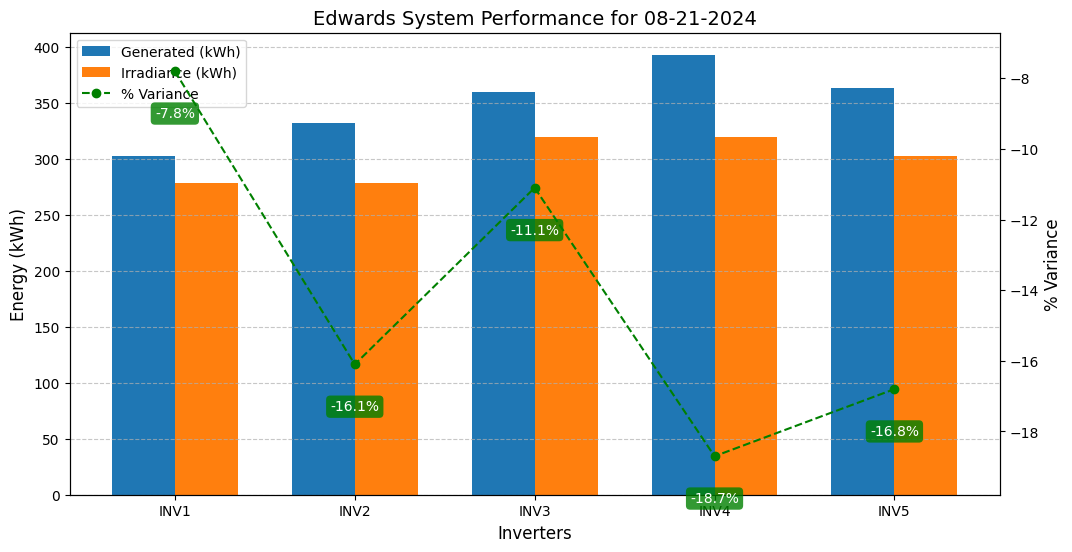 Edwards System Performance for 08-21-2024
Generated (kWh)
Irradiance (kWh)
% Variance
Energy (kWh)
400
350
300
250
200
150
100
50
0
-7.8%
-16.1%
-11.1%
-18.7%
-16.8%
−8
−10
−12
−14
−16
−18
% Variance
INV1 INV2 INV3 INV4 INV5
Inverters